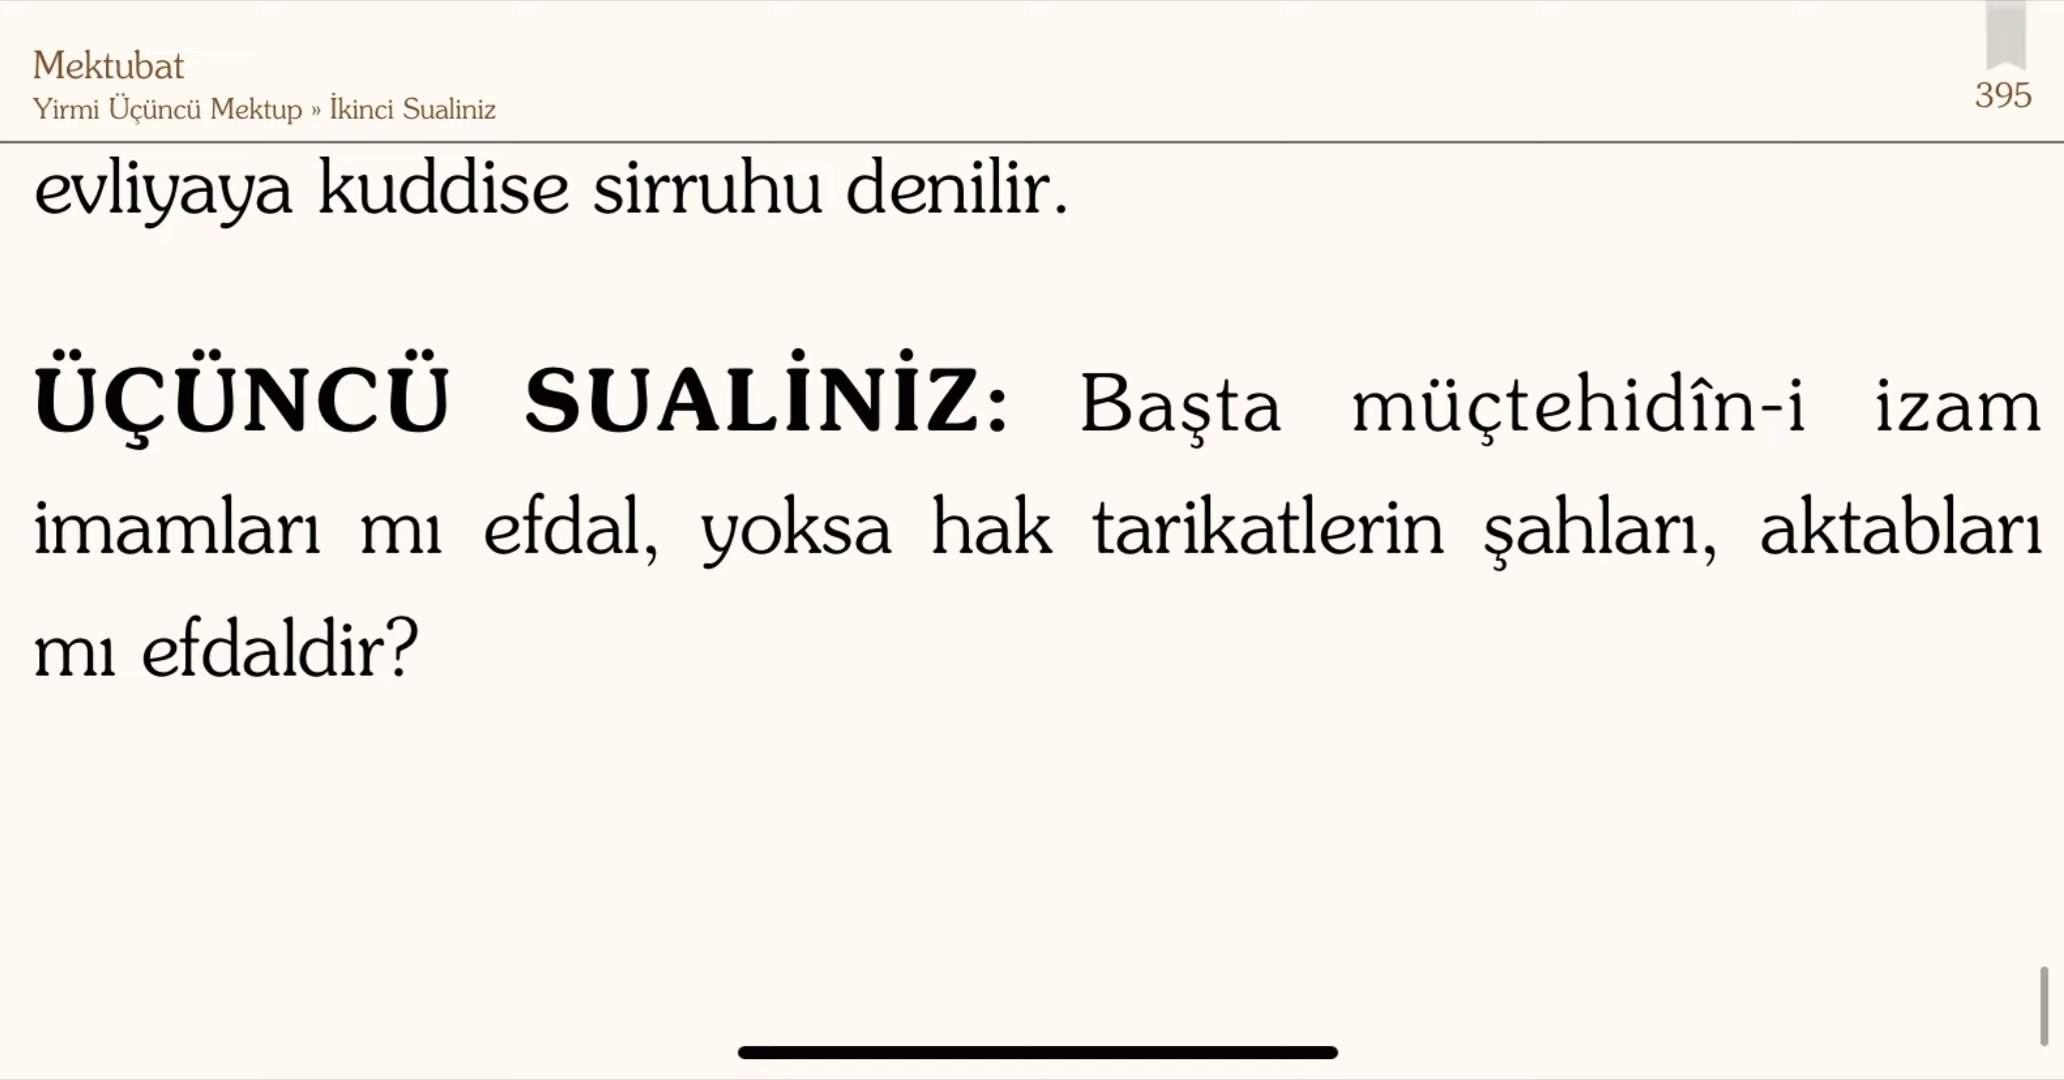 Mektubat
Yirmi Üçüncü Mektup » İkinci Sualiniz
395
evliyaya kuddise sirruhu denilir.
ÜÇÜNCÜ SUALİNİZ: Başta müçtehidîn-i izam
imamları mı efdal, yoksa hak tarikatlerin şahları, aktabları
mı efdaldir?